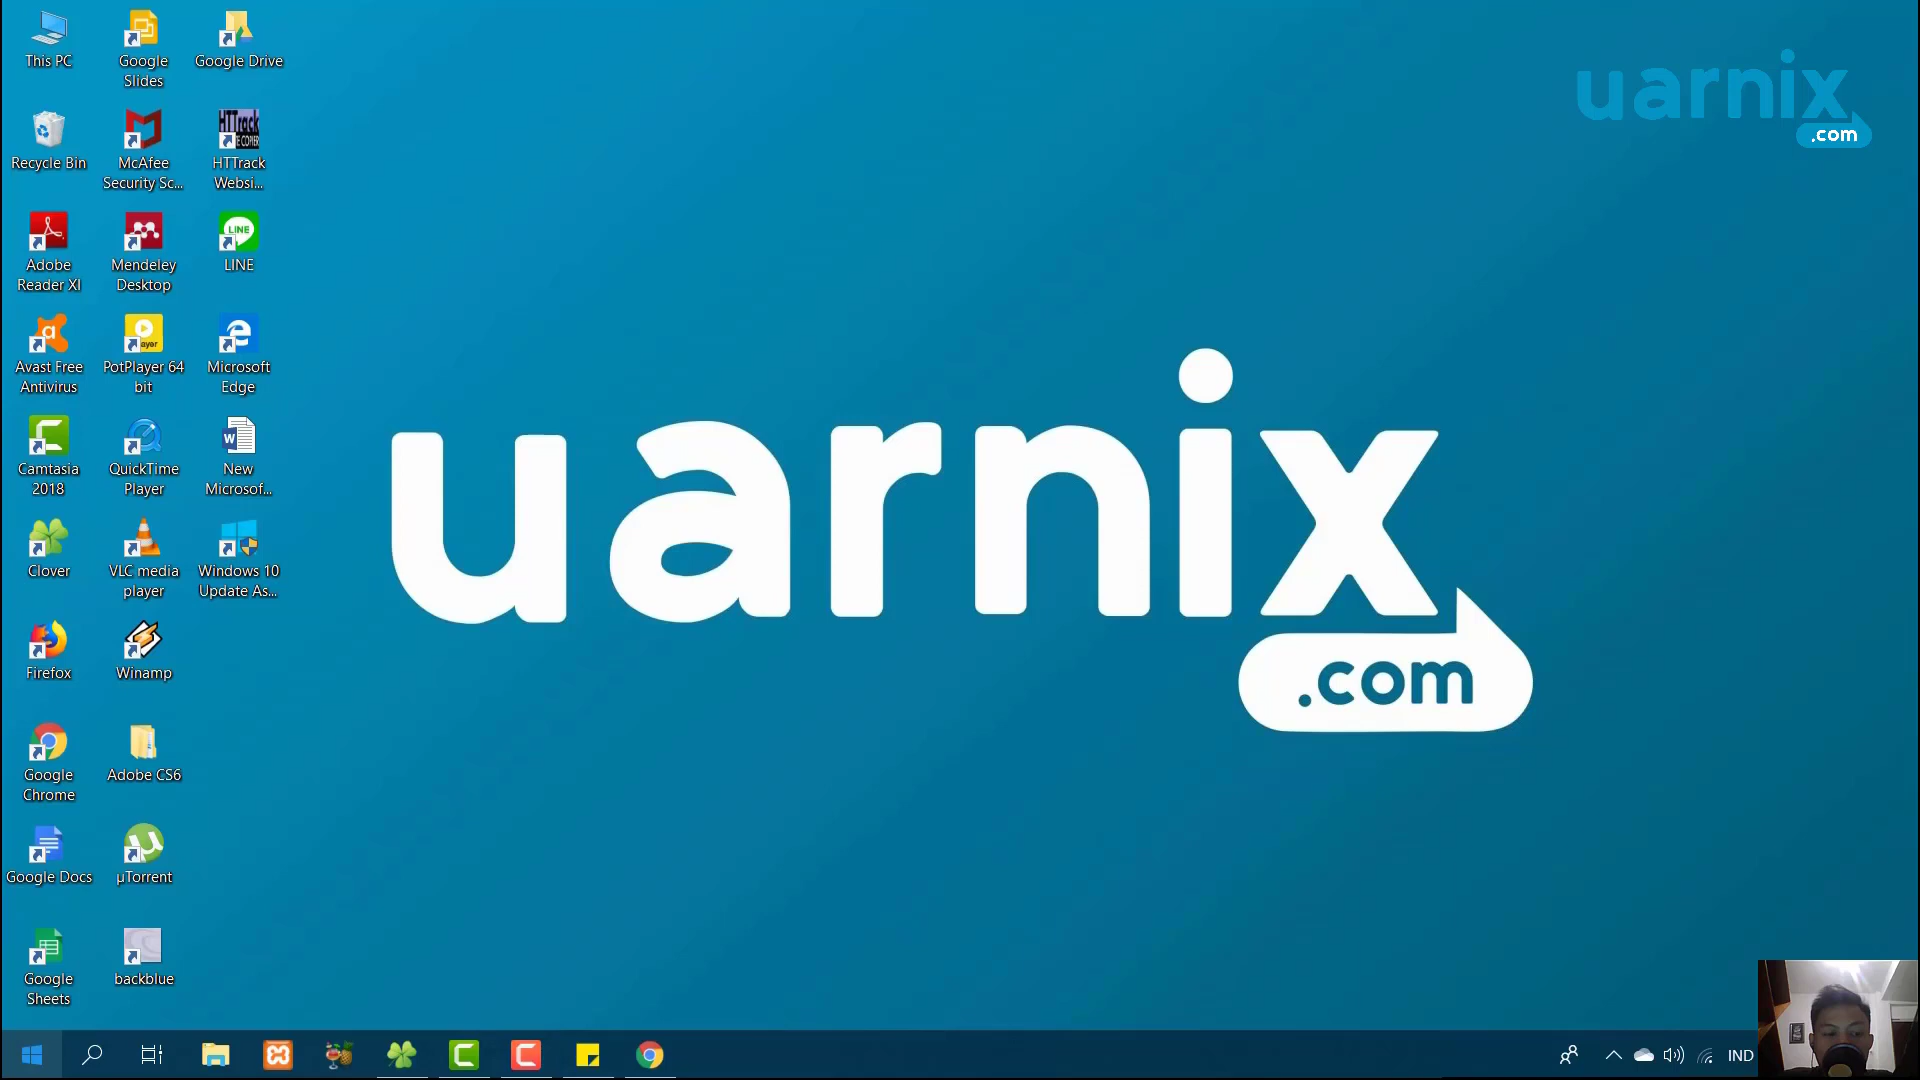 This PC
Google
Slides
Google Drive
Recycle Bin
McAfee
Security Sc...
HTTrack
Websi...
Adobe
Reader XI
Mendeley
Desktop
LINE
LINE
Avast Free
Antivirus
PotPlayer 64
bit
Microsoft
Edge
Camtasia
2018
QuickTime
Player
New
Microsof...
Clover
VLC media
player
Windows 10
Update As...
Firefox
Winamp
Google
Chrome
Adobe CS6
Google Docs
µTorrent
Google
Sheets
backblue
uarnix
.com
uarnix
.com
IND